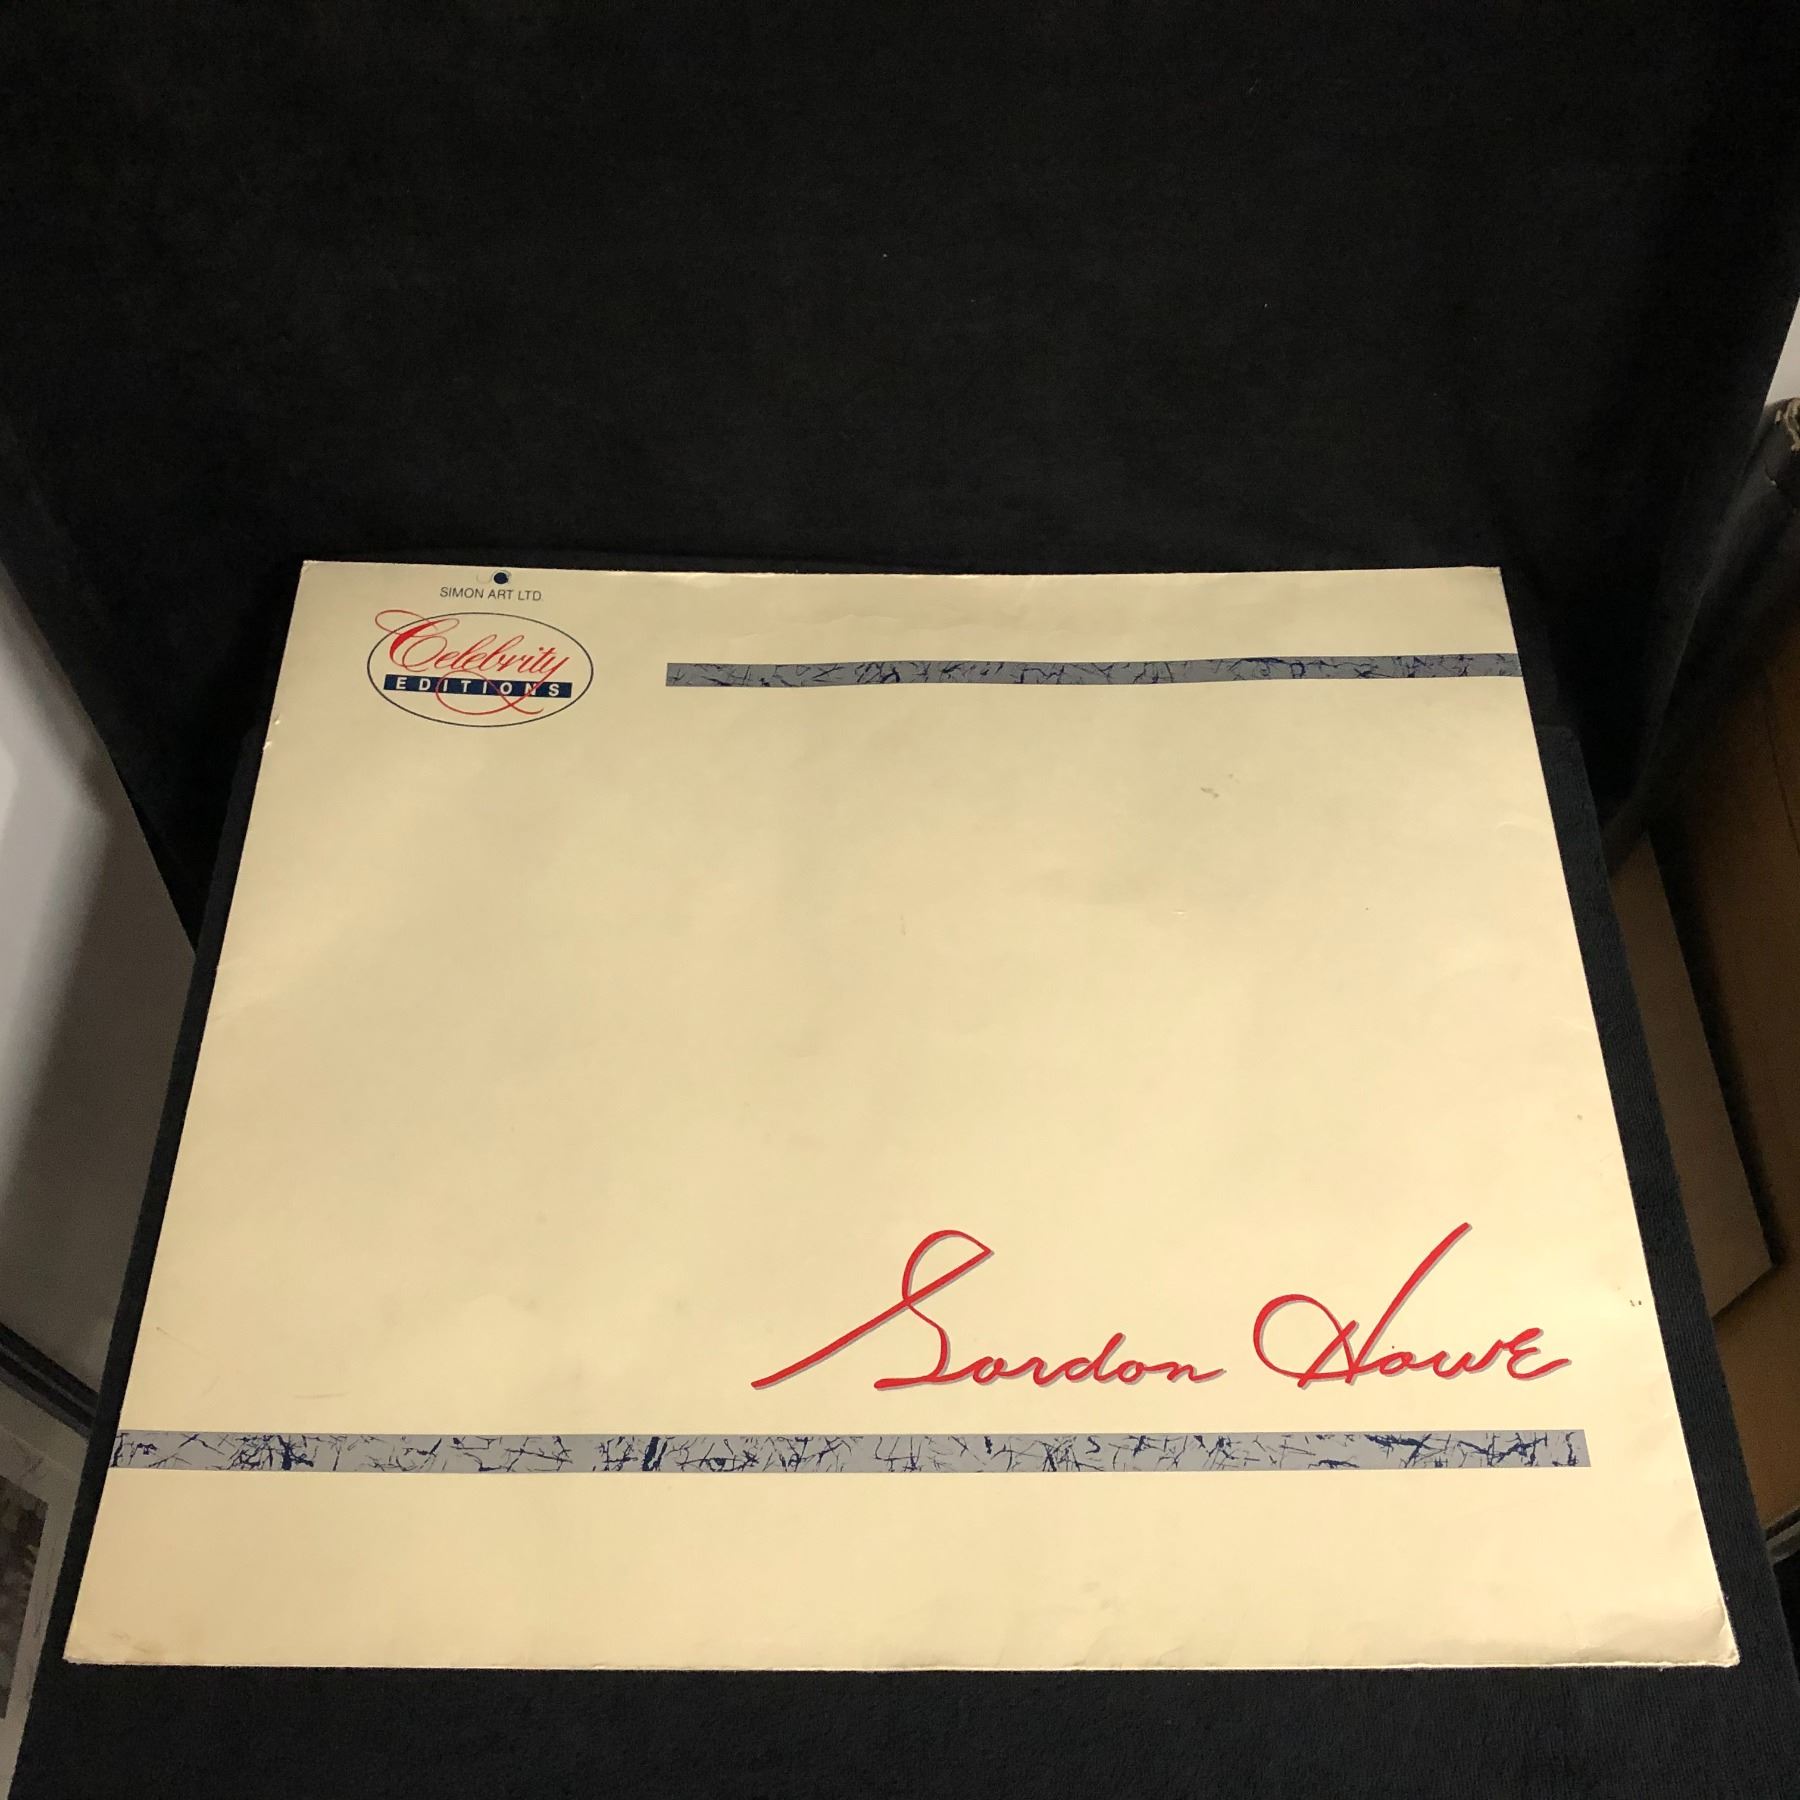 SIMON ART LTD.
Celebrity
EDITIONS
Gordon Howe